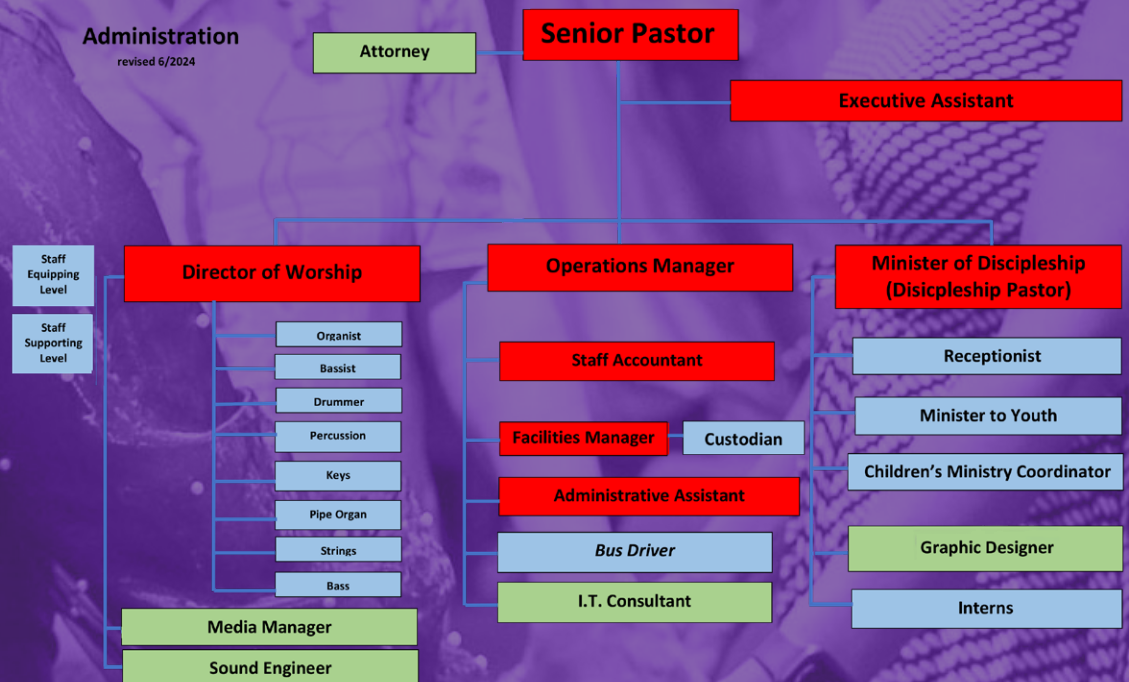 Administration
revised 6/2024
Attorney
Senior Pastor
Executive Assistant
Staff
Equipping
Level
Staff
Supporting
Level
Director of Worship
Organist
Bassist
Drummer
Percussion
Keys
Pipe Organ
Strings
Bass
Media Manager
Sound Engineer
Operations Manager
Staff Accountant
Facilities Manager
Custodian
Administrative Assistant
Bus Driver
I.T. Consultant
Minister of Discipleship
(Disicpleship Pastor)
Receptionist
Minister to Youth
Children’s Ministry Coordinator
Graphic Designer
Interns